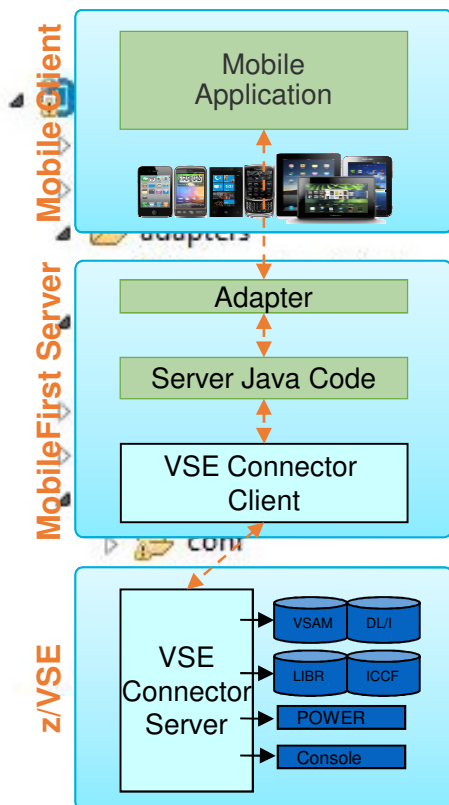 Mobile Client
Mobile
Application
adapters
MobileFirst Server
Adapter
Server Java Code
VSE Connector
Client
z/VSE
VSE
Connector
Server
VSAM
DL/I
LIBR
ICCF
POWER
Console